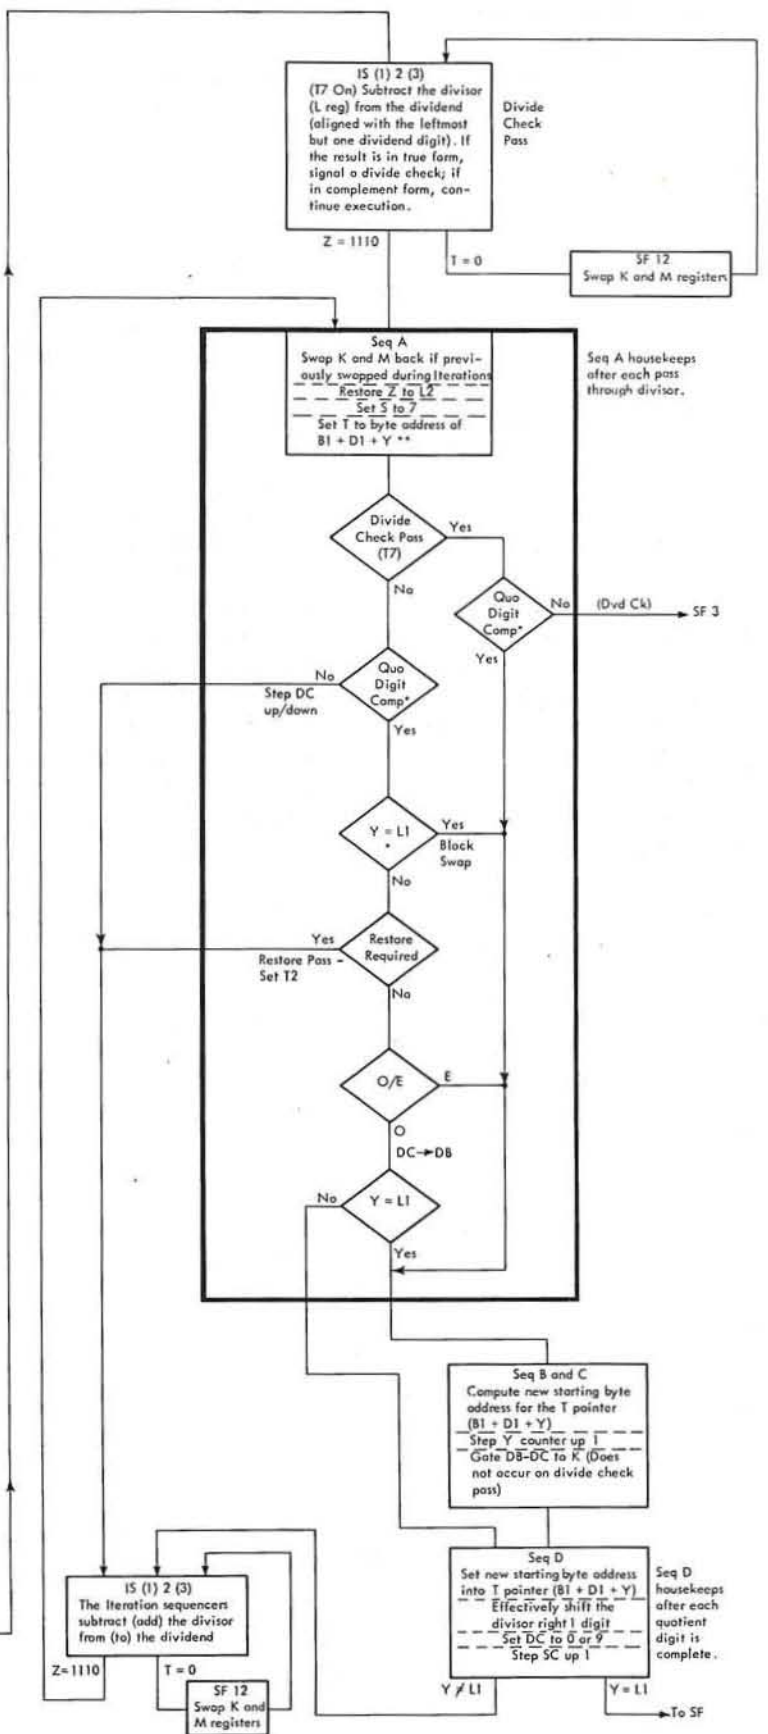 IS (1) 2 (3)
(T7 On) Subtract the divisor
(L reg) from the dividend
(aligned with the leftmost
but one dividend digit). If
the result is in true form,
signal a divide check; if
in complement form, con-
tinue execution.
Divide
Check
Pass
Z = 1110
T = 0
SF 12
Swap K and M registers
Seq A
Swap K and M back if previ-
ously swapped during Iterations
Restore Z to L2
Set S to 7
Set T to byte address of
B1 + D1 + Y **
Seq A housekeeps
after each pass
through divisor.
Divide
Check Pass
(T7)
Yes
No
Quo
Digit
Comp*
No
(Dvd Ck)
SF 3
Yes
Quo
Digit
Comp*
No
Step DC
up/down
Yes
Y = L1
*
Yes
Block
Swap
No
Restore
Required
Yes
Restore Pass -
Set T2
No
O/E
E
O
DC→DB
Y = L1
No
Yes
Seq B and C
Compute new starting byte
address for the T pointer
(B1 + D1 + Y)
Step Y counter up 1
Gate DB-DC to K (Does
not occur on divide check
pass)
Seq D
Set new starting byte address
into T pointer (B1 + D1 + Y)
Effectively shift the
divisor right 1 digit
Set DC to 0 or 9
Step SC up 1
Seq D
housekeeps
after each
quotient
digit is
complete.
Y ≠ L1
Y = L1
To SF
IS (1) 2 (3)
The Iteration sequencers
subtract (add) the divisor
from (to) the dividend
Z=1110
T = 0
SF 12
Swap K and
M registers